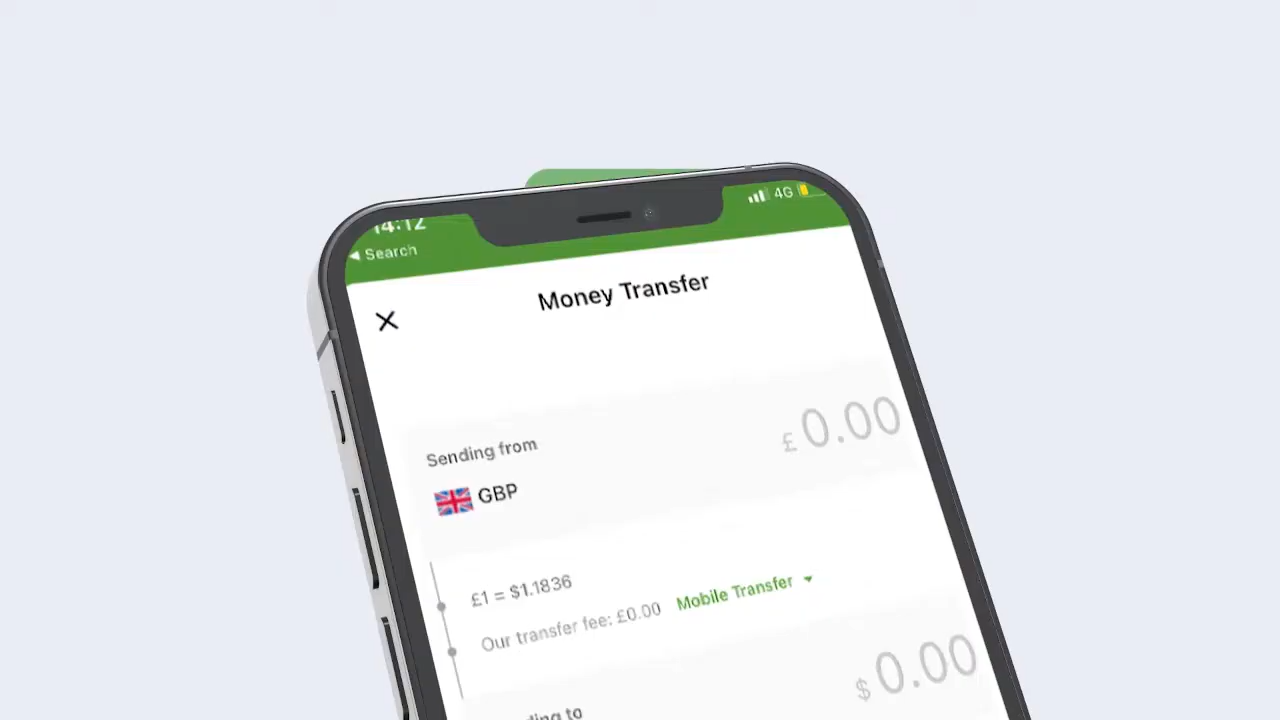 14:12
4G
◀ Search
Money Transfer
Sending from
£ 0.00
GBP
£1 = $1.1836
Our transfer fee: £0.00 Mobile Transfer
$ 0.00
to